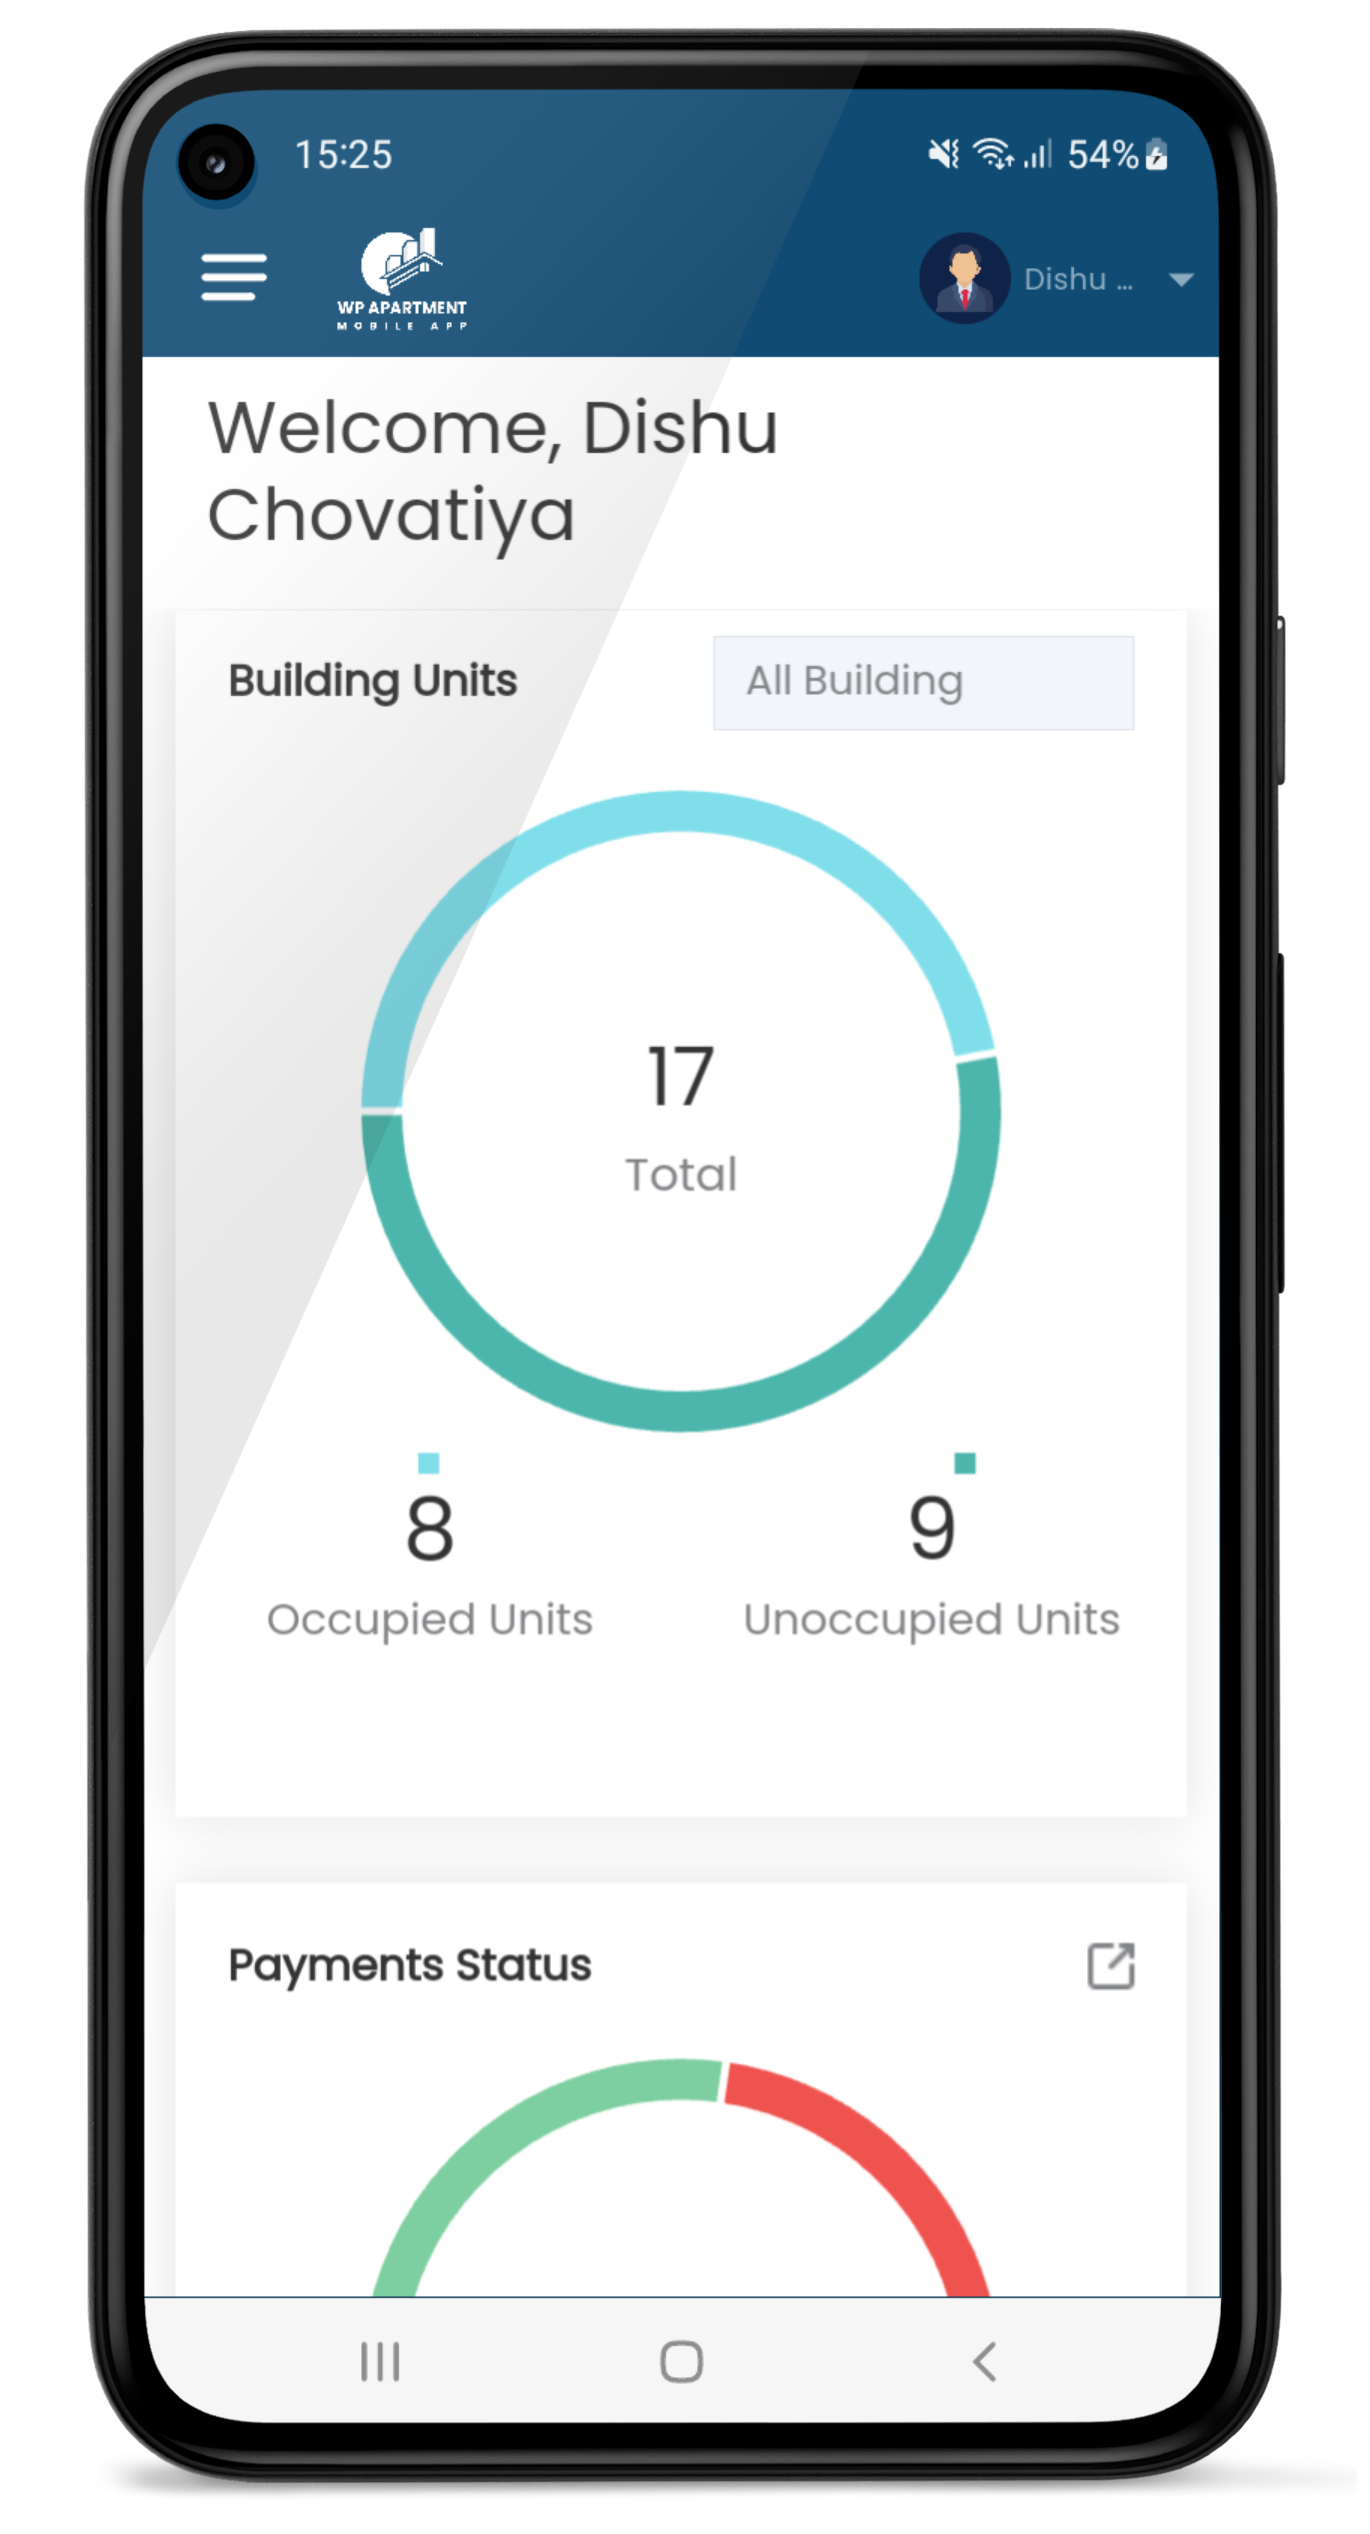 15:25
54%
WP APARTMENT
MOBILE APP
Dishu ...
Welcome, Dishu
Chovatiya
Building Units
All Building
17
Total
8
9
Occupied Units
Unoccupied Units
Payments Status